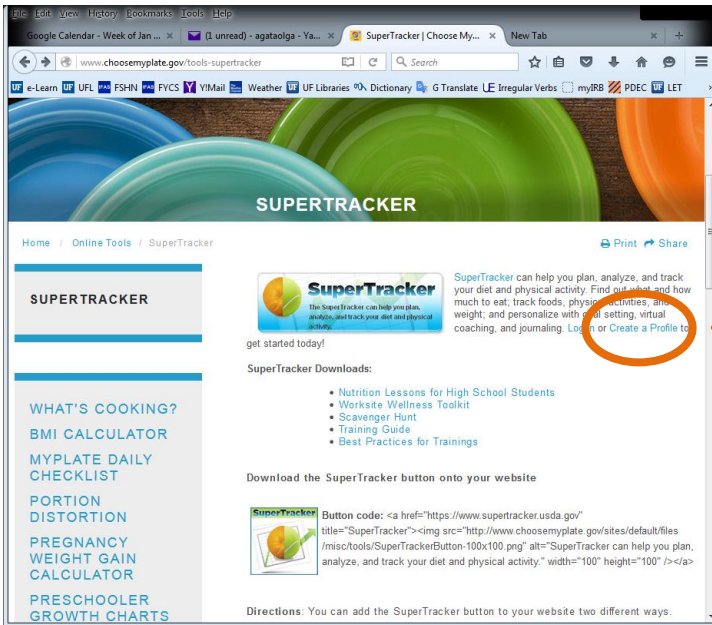 File Edit View History Bookmarks Tools Help
Google Calendar - Week of Jan ... × (1 unread) - agataolga - Ya... × SuperTracker | Choose My... × New Tab × +
www.choosemyplate.gov/tools-supertracker Search
UF e-Learn UF UFL IFAS FSHN IFAS FYCS Y Y!Mail Weather UF UF Libraries Dictionary G Translate UE Irregular Verbs myIRB PDEC UF LET
SUPERTRACKER
Home / Online Tools / SuperTracker
Print Share
SUPERTRACKER
WHAT'S COOKING?
BMI CALCULATOR
MYPLATE DAILY
CHECKLIST
PORTION
DISTORTION
PREGNANCY
WEIGHT GAIN
CALCULATOR
PRESCHOOLER
GROWTH CHARTS
SuperTracker
The SuperTracker can help you plan,
analyze, and track your diet and physical
activity.
SuperTracker can help you plan, analyze, and track
your diet and physical activity. Find out what and how
much to eat; track foods, physical activities, and
weight; and personalize with goal setting, virtual
coaching, and journaling. Login or Create a Profile to
get started today!
SuperTracker Downloads:
• Nutrition Lessons for High School Students
• Worksite Wellness Toolkit
• Scavenger Hunt
• Training Guide
• Best Practices for Trainings
Download the SuperTracker button onto your website
SuperTracker
Button code: <a href="https://www.supertracker.usda.gov"
title="SuperTracker"><img src="http://www.choosemyplate.gov/sites/default/files
/misc/tools/SuperTrackerButton-100x100.png" alt="SuperTracker can help you plan,
analyze, and track your diet and physical activity." width="100" height="100" /></a>
Directions: You can add the SuperTracker button to your website two different ways.